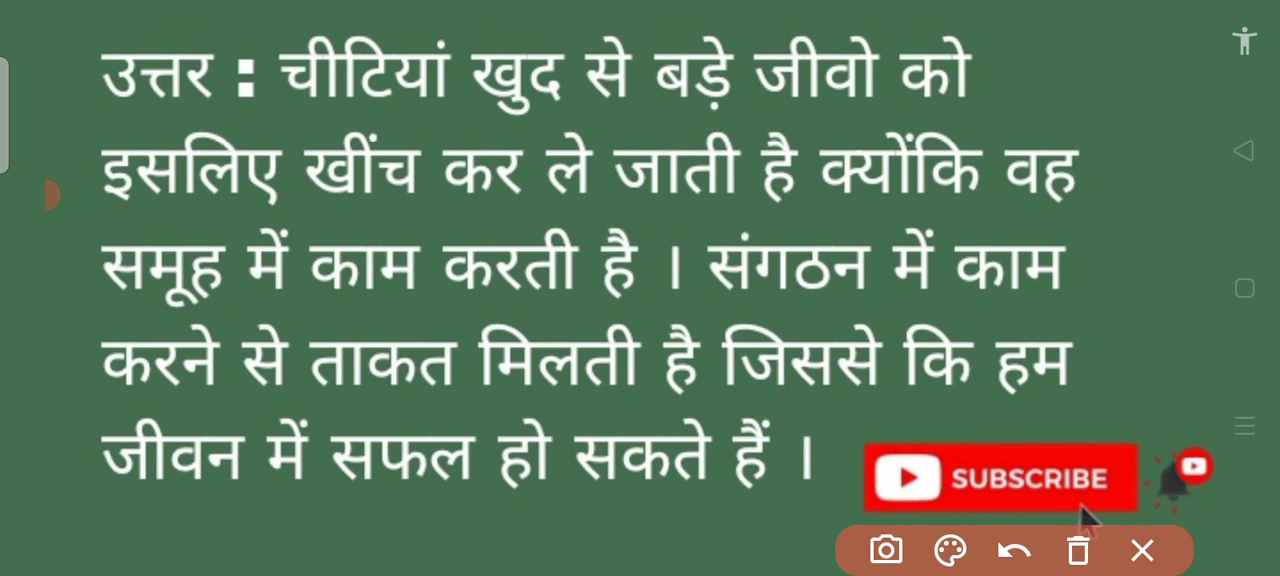 उत्तर : चीटियां खुद से बड़े जीवो को
इसलिए खींच कर ले जाती है क्योंकि वह
समूह में काम करती है । संगठन में काम
करने से ताकत मिलती है जिससे कि हम
जीवन में सफल हो सकते हैं ।
SUBSCRIBE